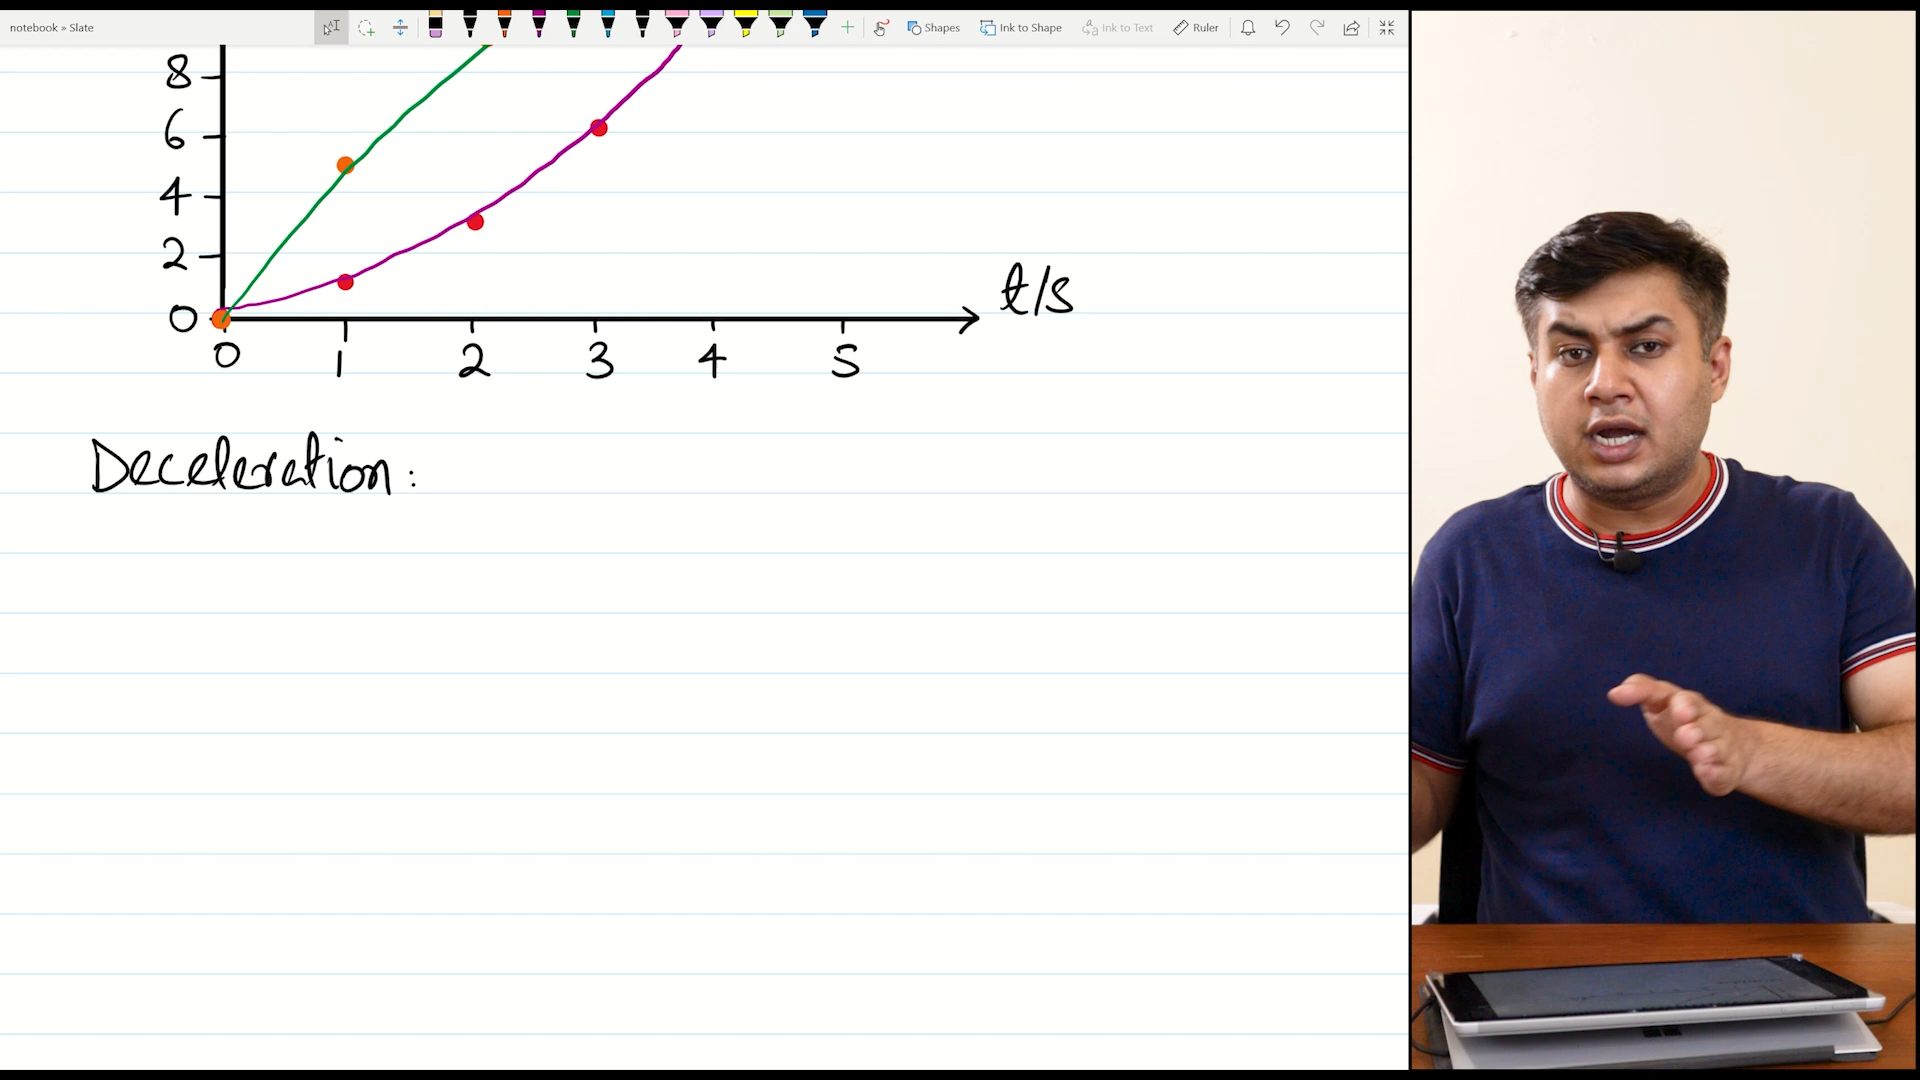 notebook » Slate
Shapes
Ink to Shape
Ink to Text
Ruler
8
6
4
2
0
t/s
0 1 2 3 4 5
Deceleration: